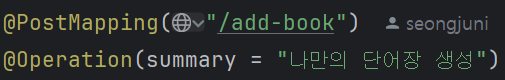 @PostMapping("/add-book") seongjuni
@Operation(summary = "나만의 단어장 생성")